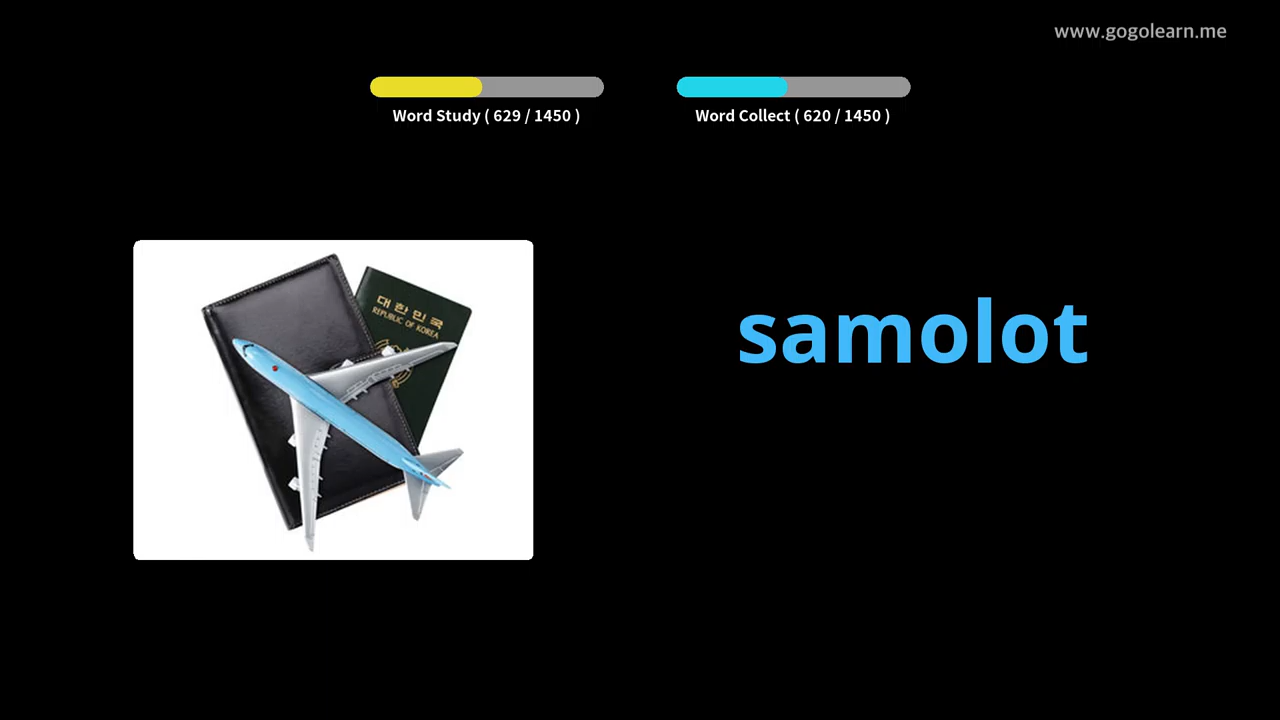 www.gogolearn.me
Word Study ( 629 / 1450 )
Word Collect ( 620 / 1450 )
대한민국
REPUBLIC OF KOREA
samolot